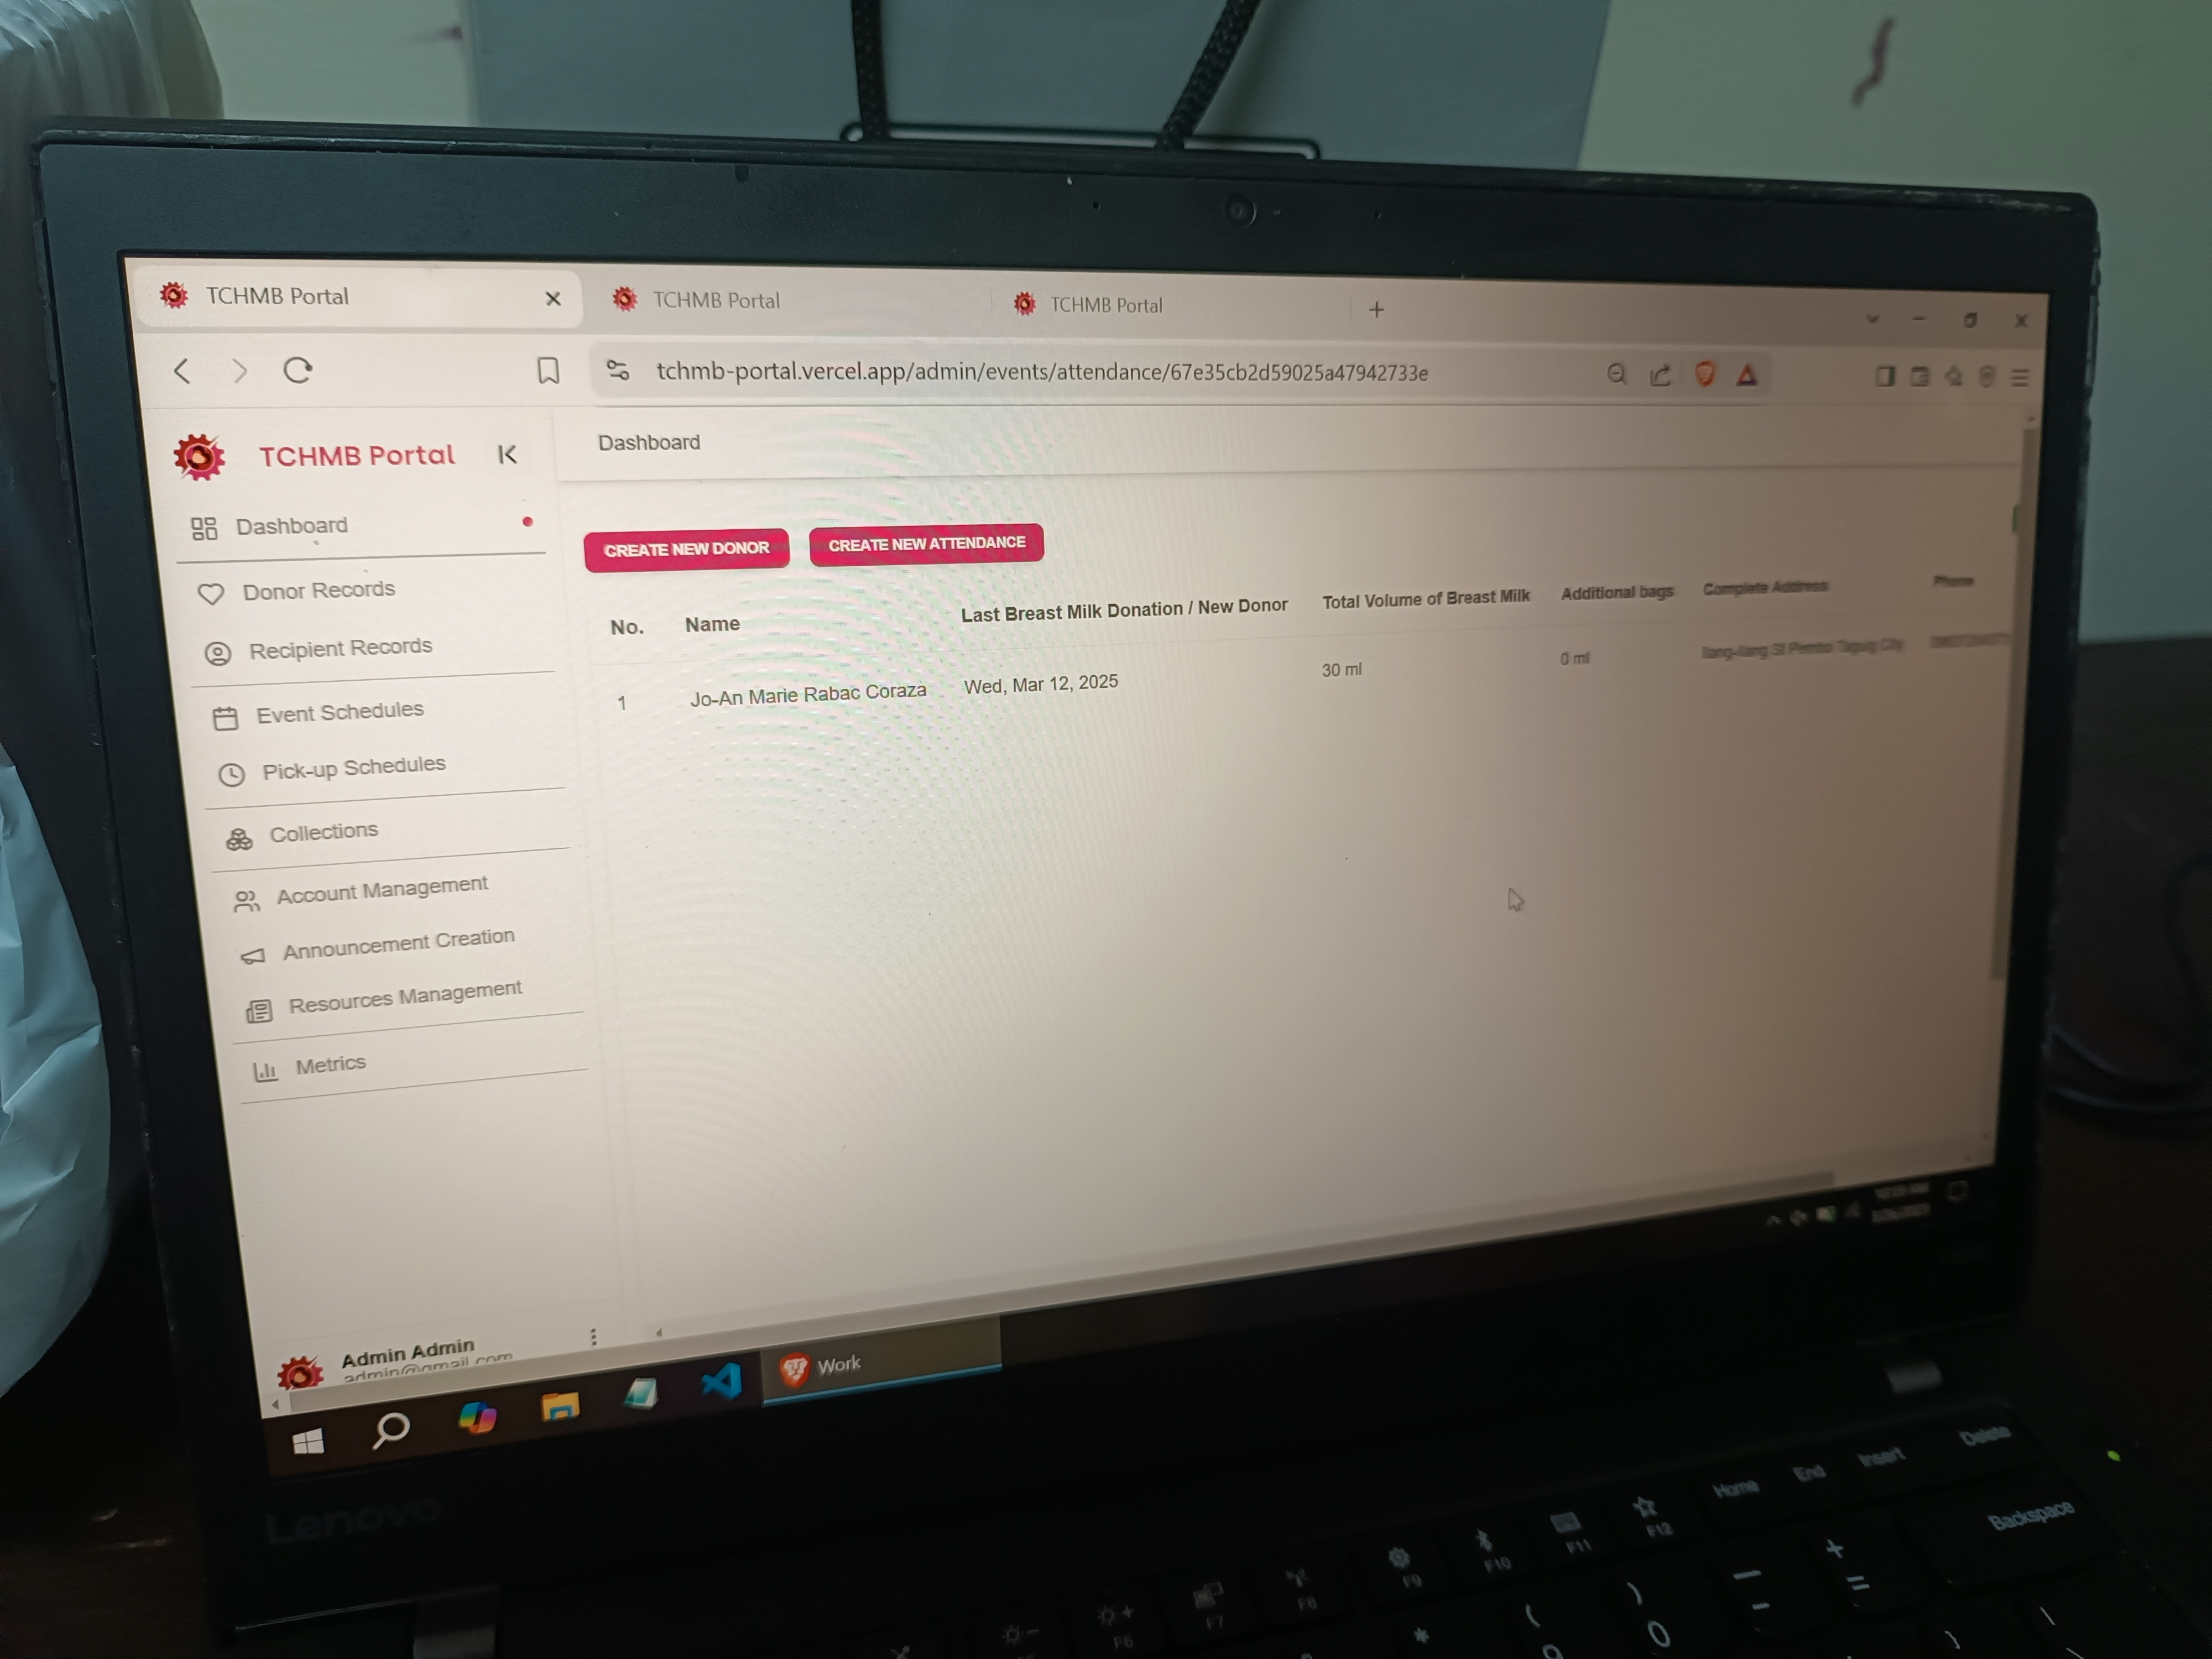 TCHMB Portal
TCHMB Portal
TCHMB Portal
tchmb-portal.vercel.app/admin/events/attendance/67e35cb2d59025a47942733e
TCHMB Portal
Dashboard
Dashboard
Donor Records
Recipient Records
Event Schedules
Pick-up Schedules
Collections
Account Management
Announcement Creation
Resources Management
Metrics
Admin Admin
admin@gmail.com
CREATE NEW DONOR CREATE NEW ATTENDANCE
No. Name Last Breast Milk Donation / New Donor Total Volume of Breast Milk Additional bags Complete Address Phone
1 Jo-An Marie Rabac Coraza Wed, Mar 12, 2025 30 ml 0 ml Ilang-ilang St Pembo Taguig City
Work
Lenovo
Home End Insert Delete
F6 F7 F8 F9 F10 F11 F12
Backspace